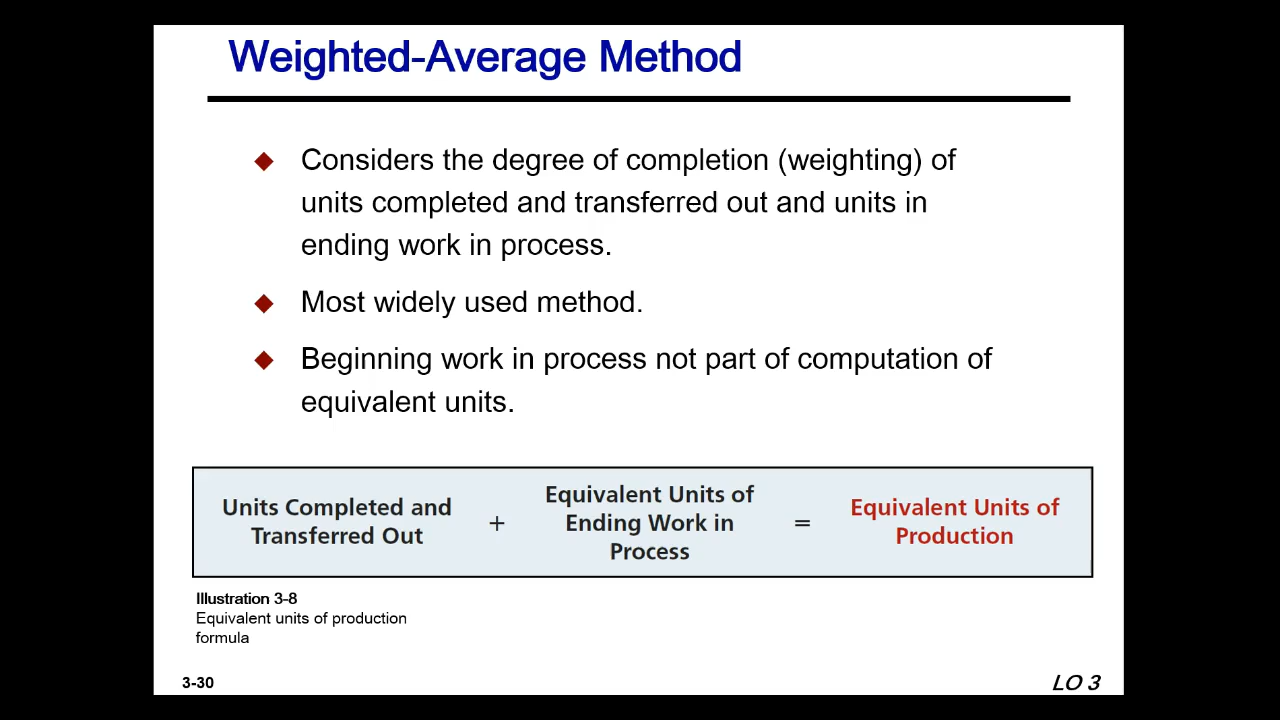 Weighted-Average Method
◆ Considers the degree of completion (weighting) of
units completed and transferred out and units in
ending work in process.
◆ Most widely used method.
◆ Beginning work in process not part of computation of
equivalent units.
Units Completed and
Transferred Out
+
Equivalent Units of
Ending Work in
Process
=
Equivalent Units of
Production
Illustration 3-8
Equivalent units of production
formula
3-30
LO 3